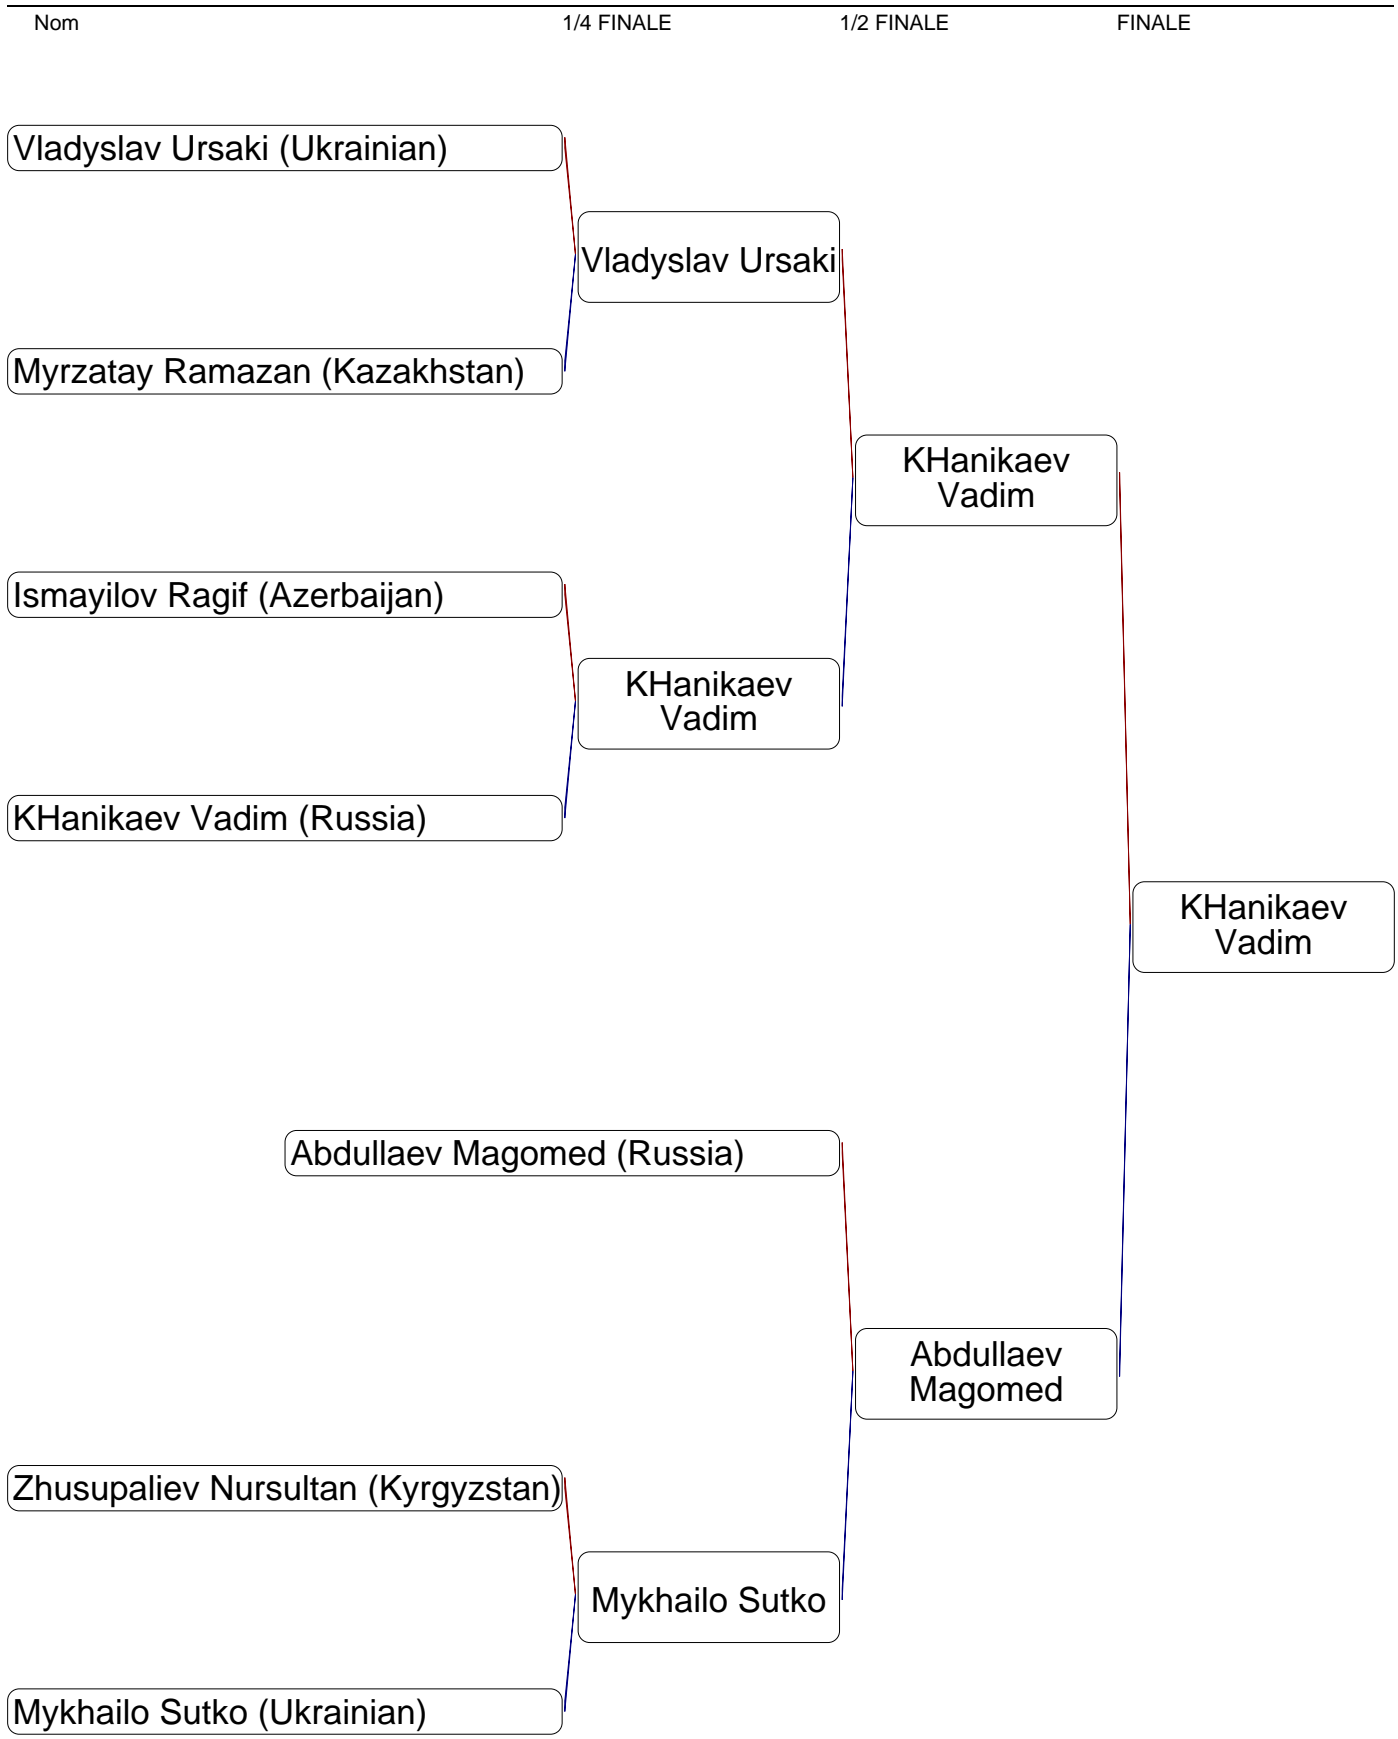 Nom 1/4 FINALE 1/2 FINALE FINALE
Vladyslav Ursaki (Ukrainian)
Vladyslav Ursaki
Myrzatay Ramazan (Kazakhstan)
KHanikaev
Vadim
Ismayilov Ragif (Azerbaijan)
KHanikaev
Vadim
KHanikaev Vadim (Russia)
KHanikaev
Vadim
Abdullaev Magomed (Russia)
Abdullaev
Magomed
Zhusupaliev Nursultan (Kyrgyzstan)
Mykhailo Sutko
Mykhailo Sutko (Ukrainian)